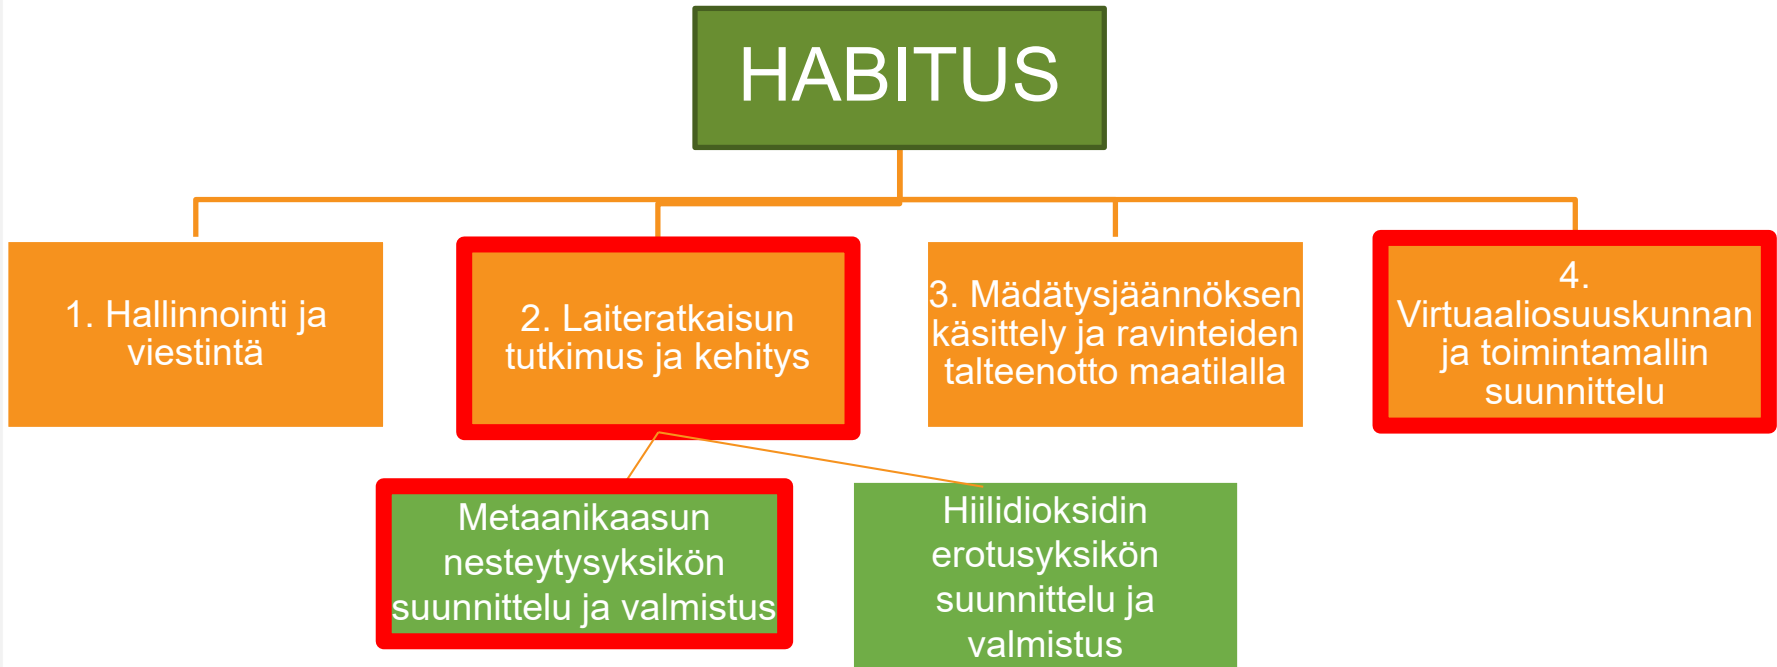 HABITUS
1. Hallinnointi ja
viestintä
2. Laiteratkaisun
tutkimus ja kehitys
3. Mädätysjäännöksen
käsittely ja ravinteiden
talteenotto maatilalla
4.
Virtuaaliosuuskunnan
ja toimintamallin
suunnittelu
Metaanikaasun
nesteytysyksikön
suunnittelu ja valmistus
Hiilidioksidin
erotusyksikön
suunnittelu ja
valmistus